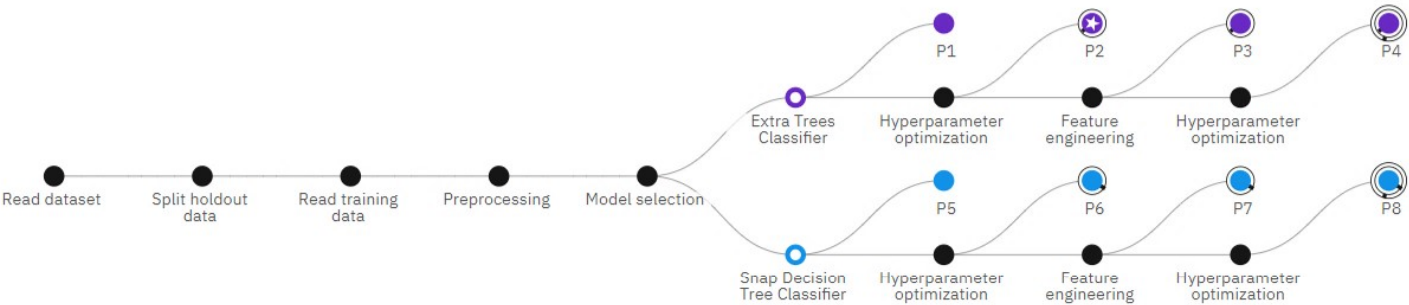 P1
P2
P3
P4
Extra Trees
Classifier
Hyperparameter
optimization
Feature
engineering
Hyperparameter
optimization
Read dataset
Split holdout
data
Read training
data
Preprocessing
Model selection
P5
P6
P7
P8
Snap Decision
Tree Classifier
Hyperparameter
optimization
Feature
engineering
Hyperparameter
optimization